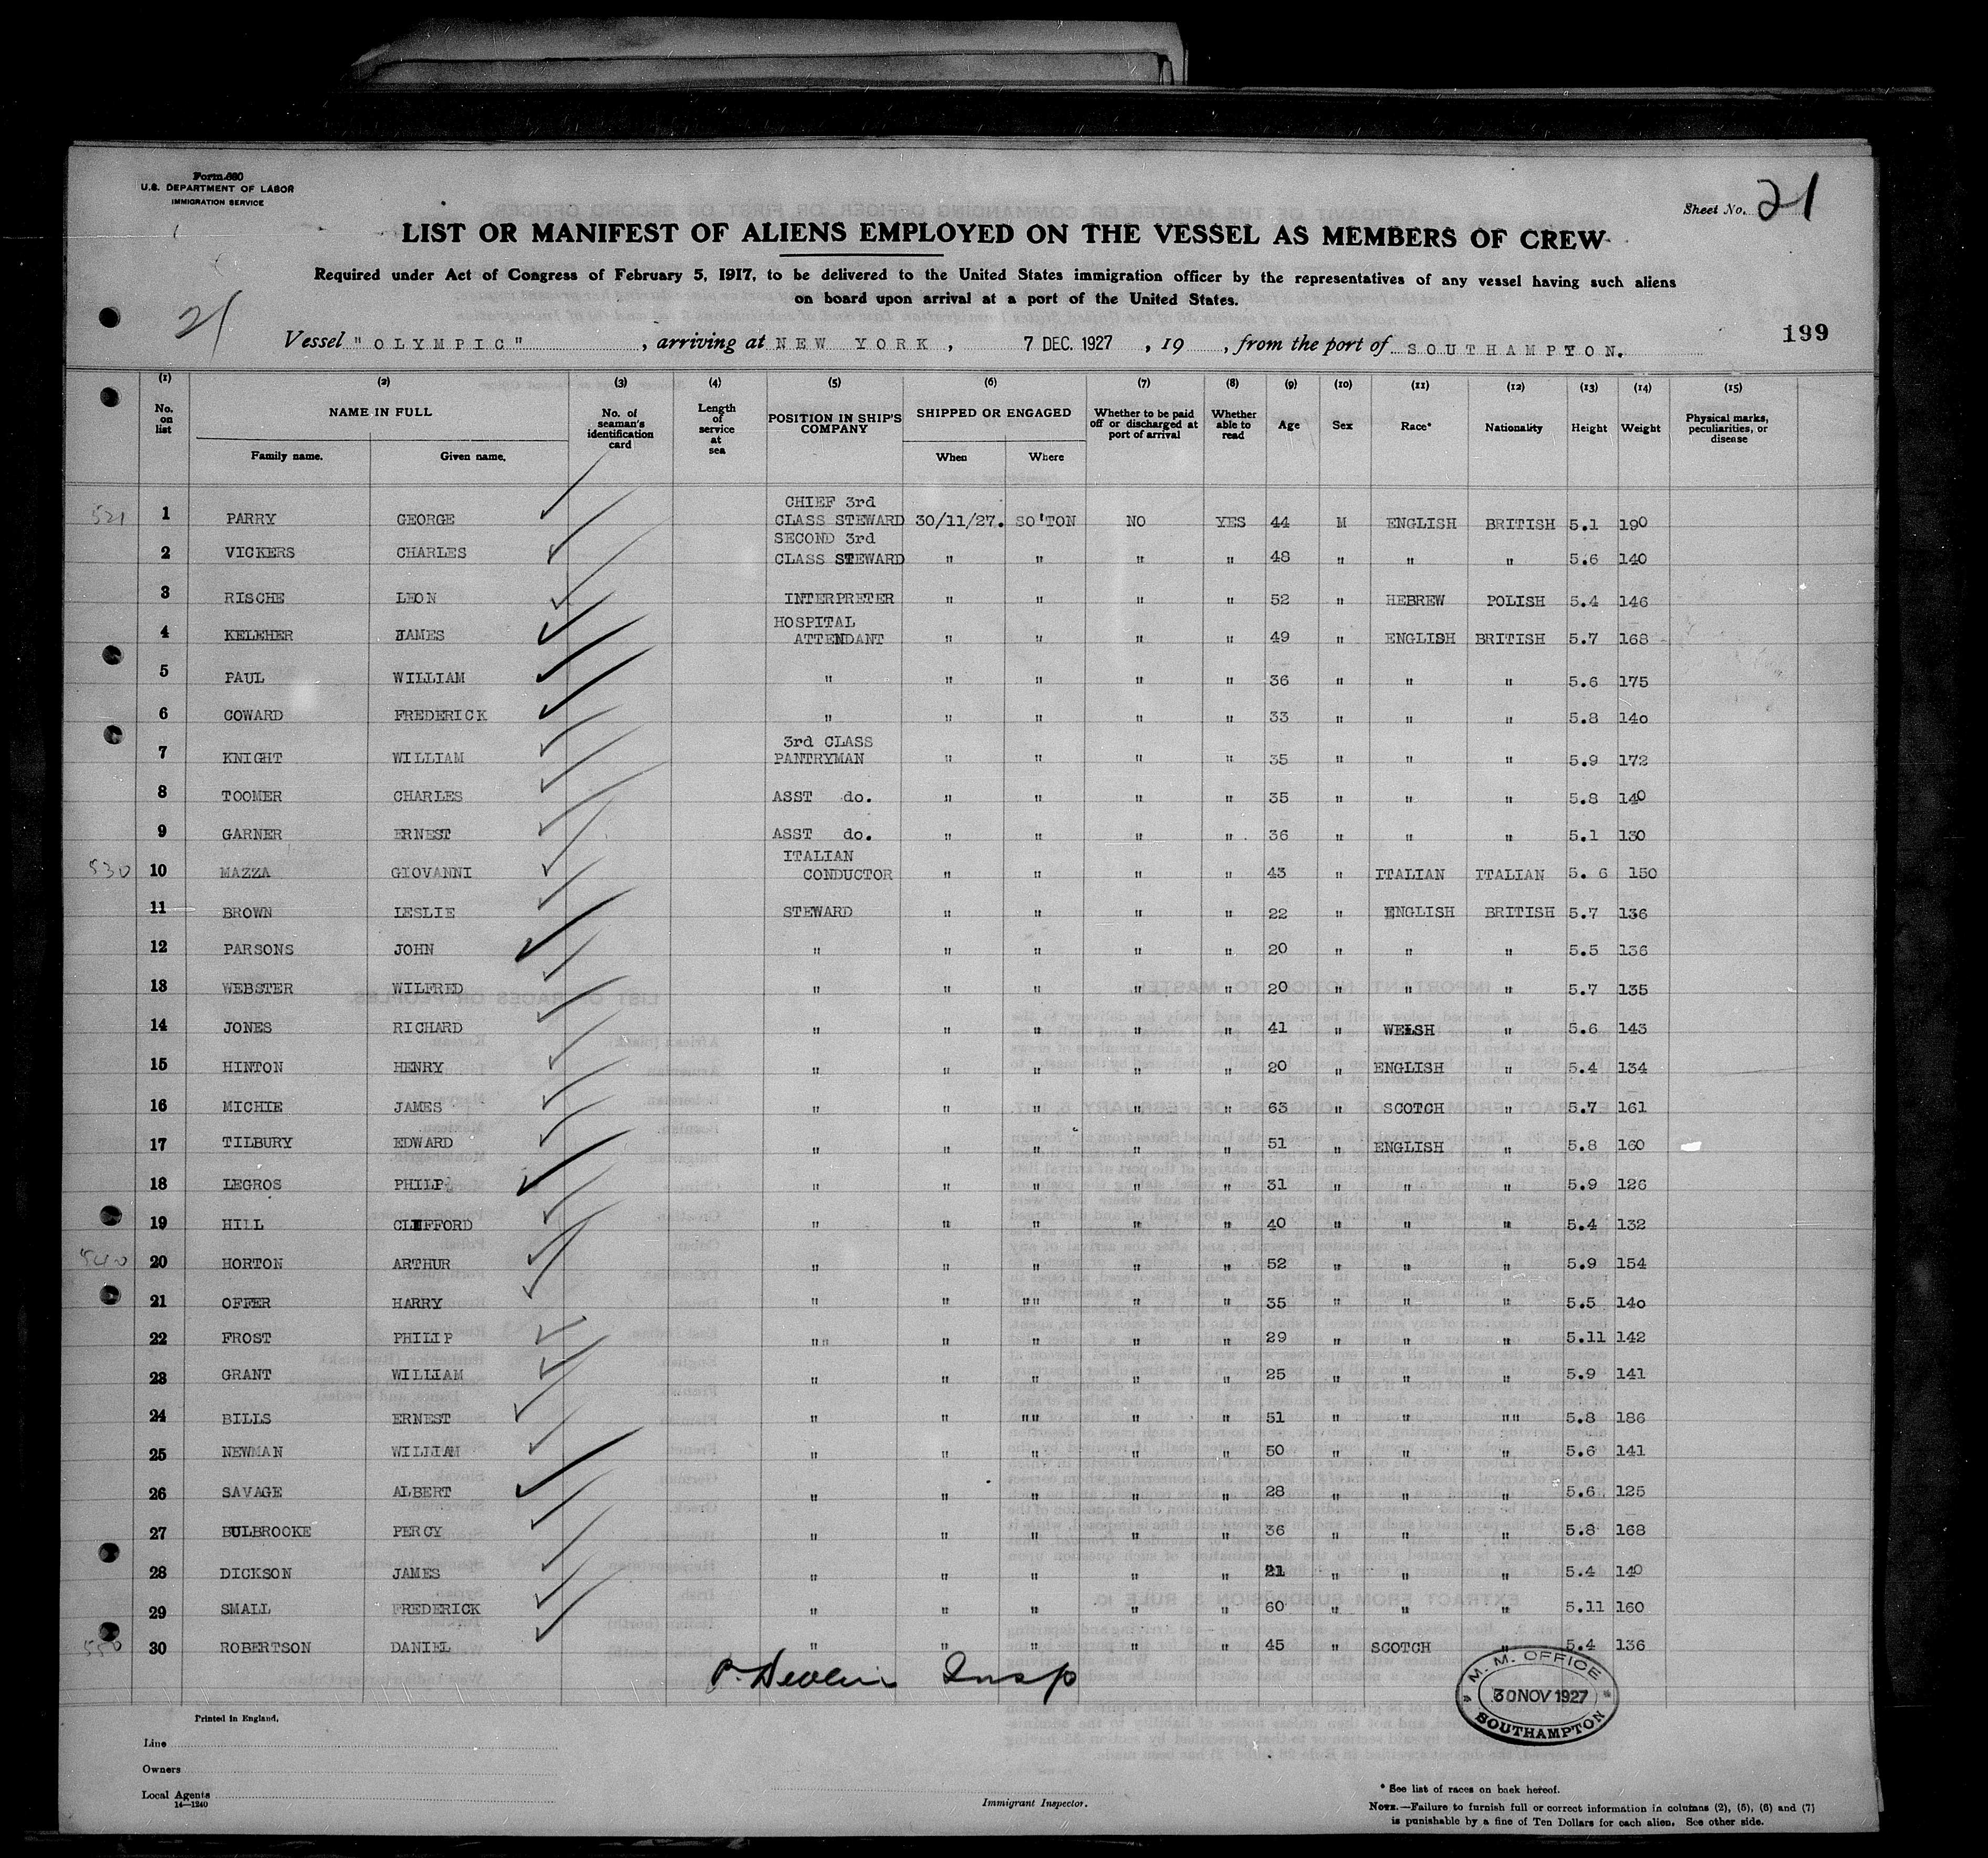 Form 680
U.S. DEPARTMENT OF LABOR
IMMIGRATION SERVICE
Sheet No. 21
LIST OR MANIFEST OF ALIENS EMPLOYED ON THE VESSEL AS MEMBERS OF CREW
Required under Act of Congress of February 5, 1917, to be delivered to the United States immigration officer by the representatives of any vessel having such aliens
on board upon arrival at a port of the United States.
21
199
Vessel "OLYMPIC", arriving at NEW YORK, 7 DEC. 1927, 19, from the port of SOUTHAMPTON.
(1) (2) (3) (4) (5) (6) (7) (8) (9) (10) (11) (12) (13) (14) (15)
No. on list NAME IN FULL Family name. Given name. No. of seaman's identification card Length of service at sea POSITION IN SHIP'S COMPANY SHIPPED OR ENGAGED When Where Whether to be paid off or discharged at port of arrival Whether able to read Age Sex Race* Nationality Height Weight Physical marks, peculiarities, or disease
521 1 PARRY GEORGE CHIEF 3rd CLASS STEWARD 30/11/27. SO'TON NO YES 44 M ENGLISH BRITISH 5.1 190
2 VICKERS CHARLES SECOND 3rd CLASS STEWARD " " " " 48 " " " 5.6 140
3 RISCHE LEON INTERPRETER " " " " 52 " HEBREW POLISH 5.4 146
4 KELEHER JAMES HOSPITAL ATTENDANT " " " " 49 " ENGLISH BRITISH 5.7 168
5 PAUL WILLIAM " " " " " 36 " " " 5.6 175
6 COWARD FREDERICK " " " " " 33 " " " 5.8 140
7 KNIGHT WILLIAM 3rd CLASS PANTRYMAN " " " " 35 " " " 5.9 172
8 TOOMER CHARLES ASST do. " " " " 35 " " " 5.8 140
9 GARNER ERNEST ASST do. " " " " 36 " " " 5.1 130
530 10 MAZZA GIOVANNI ITALIAN CONDUCTOR " " " " 43 " ITALIAN ITALIAN 5. 6 150
11 BROWN LESLIE STEWARD " " " " 22 " ENGLISH BRITISH 5.7 136
12 PARSONS JOHN " " " " " 20 " " " 5.5 136
13 WEBSTER WILFRED " " " " " 20 " " " 5.7 135
14 JONES RICHARD " " " " " 41 " WELSH " 5.6 143
15 HINTON HENRY " " " " " 20 " ENGLISH " 5.4 134
16 MICHIE JAMES " " " " " 63 " SCOTCH " 5.7 161
17 TILBURY EDWARD " " " " " 51 " ENGLISH " 5.8 160
18 LEGROS PHILP " " " " " 31 " " " 5.9 126
19 HILL CLIFFORD " " " " " 40 " " " 5.4 132
540 20 HORTON ARTHUR " " " " " 52 " " " 5.9 154
21 OFFER HARRY " " "" " " 35 " " " 5.5 140
22 FROST PHILIP "" " " " " 29 " " " 5.11 142
23 GRANT WILLIAM " " " " " 25 " " " 5.9 141
24 BILLS ERNEST " " "" " " 51 " " "" 5.8 186
25 NEWMAN WILLIAM " " " " " 50 " " " 5.6 141
26 SAVAGE ALBERT " " " " " 28 " " " 5.6 125
27 BULBROOKE PERCY " " " " " 36 " " " 5.8 168
28 DICKSON JAMES " " " " " 21 " " " 5.4 140
29 SMALL FREDERICK " " " " " 60 " " " 5.11 160
550 30 ROBERTSON DANIEL " " " " " 45 " SCOTCH " 5.4 136
P. Devlin Insp
M. M. OFFICE
30 NOV 1927
SOUTHAMPTON
Printed in England.
Line
Owners
Local Agents
14—1240
Immigrant Inspector.
* See list of races on back hereof.
NOTE.—Failure to furnish full or correct information in columns (2), (5), (6) and (7)
is punishable by a fine of Ten Dollars for each alien. See other side.